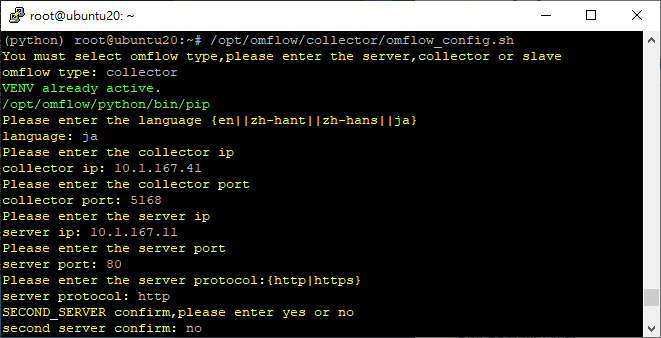 root@ubuntu20: ~
(python) root@ubuntu20:~# /opt/omflow/collector/omflow_config.sh
You must select omflow type,please enter the server,collector or slave
omflow type: collector
VENV already active.
/opt/omflow/python/bin/pip
Please enter the language {en||zh-hant||zh-hans||ja}
language: ja
Please enter the collector ip
collector ip: 10.1.167.41
Please enter the collector port
collector port: 5168
Please enter the server ip
server ip: 10.1.167.11
Please enter the server port
server port: 80
Please enter the server protocol:{http|https}
server protocol: http
SECOND_SERVER confirm,please enter yes or no
second server confirm: no